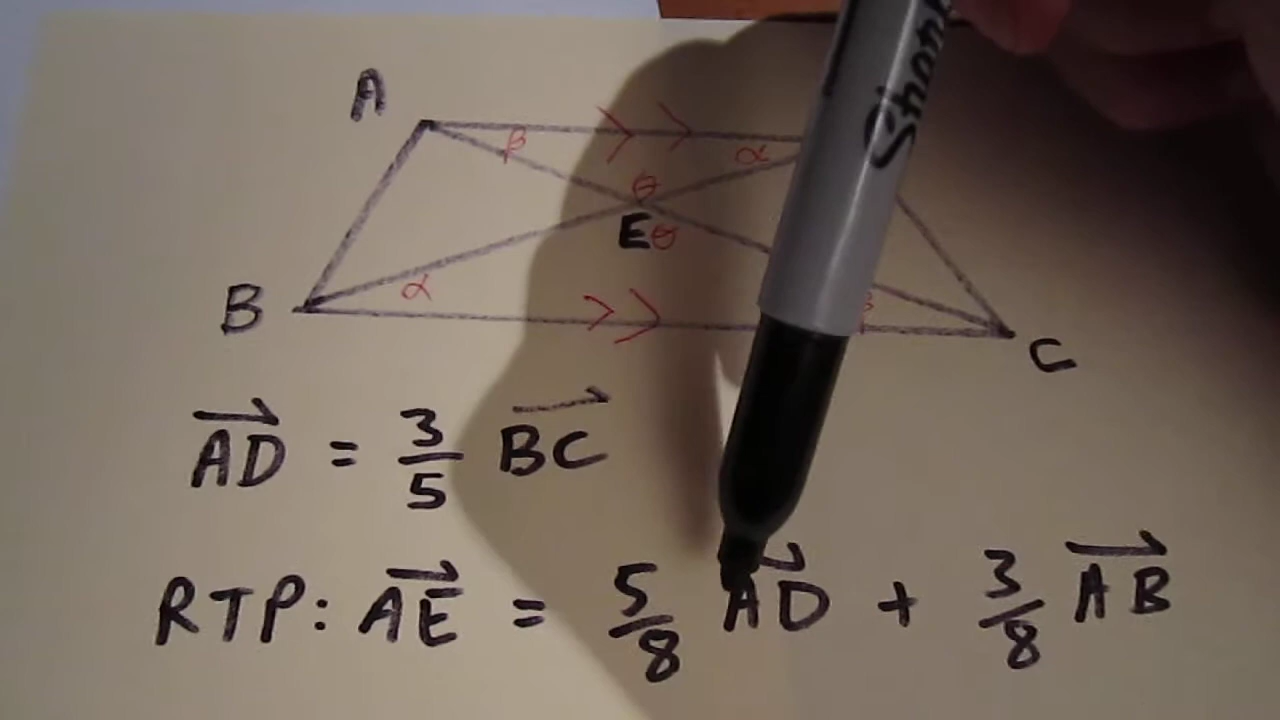 A
β α
θ
E θ
B α β
C
AD = 3/5 BC
RTP: AE = 5/8 AD + 3/8 AB